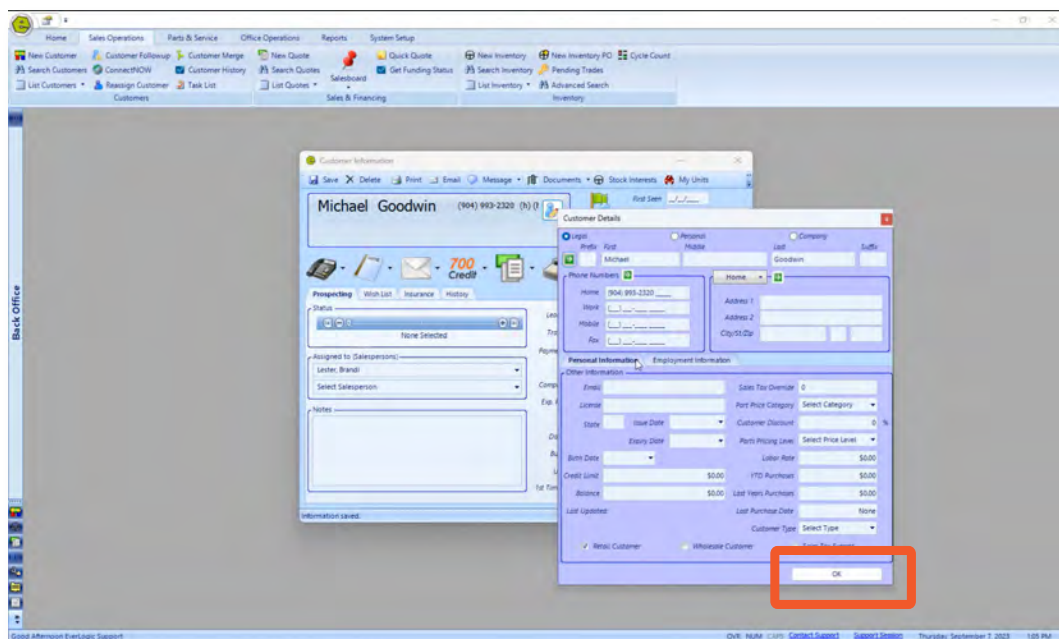 Home Sales Operations Parts & Service Office Operations Reports System Setup
New Customer Customer Followup Customer Merge New Quote Quick Quote New Inventory New Inventory PO Cycle Count
Search Customers ConnectNOW Customer History Search Quotes Salesboard Get Funding Status Search Inventory Pending Trades
List Customers Reassign Customer Task List List Quotes List Inventory Advanced Search
Customers Sales & Financing Inventory
Back Office
Customer Information
Save Delete Print Email Message Documents Stock Interests My Units
Michael Goodwin (904) 993-2320 (h) First Seen __/__/____
700 Credit
Prospecting Wish List Insurance History
Status
None Selected
Assigned to (Salespersons)
Lester, Brandi
Select Salesperson
Notes
Information saved.
Customer Details
Legal Personal Company
Prefix First Middle Last Suffix
Michael Goodwin
Phone Numbers Home
Home (904) 993-2320 ____
Work Address 1
Mobile Address 2
Fax City/St/Zip
Personal Information Employment Information
Other Information
Email Sales Tax Override 0
License Part Price Category Select Category
State Issue Date Customer Discount 0 %
Expiry Date Parts Pricing Level Select Price Level
Birth Date Labor Rate $0.00
Credit Limit $0.00 YTD Purchases $0.00
Balance $0.00 Last Years Purchases $0.00
Last Updated Last Purchase Date None
Customer Type Select Type
Retail Customer Wholesale Customer
OK
Good Afternoon EverLogic Support OVR NUM CAPS Contact Support Support Session Thursday, September 7, 2023 1:05 PM